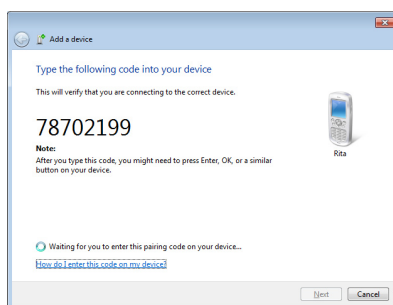 Add a device
Type the following code into your device
This will verify that you are connecting to the correct device.
78702199
Note:
After you type this code, you might need to press Enter, OK, or a similar
button on your device.
Rita
Waiting for you to enter this pairing code on your device...
How do I enter this code on my device?
Next
Cancel